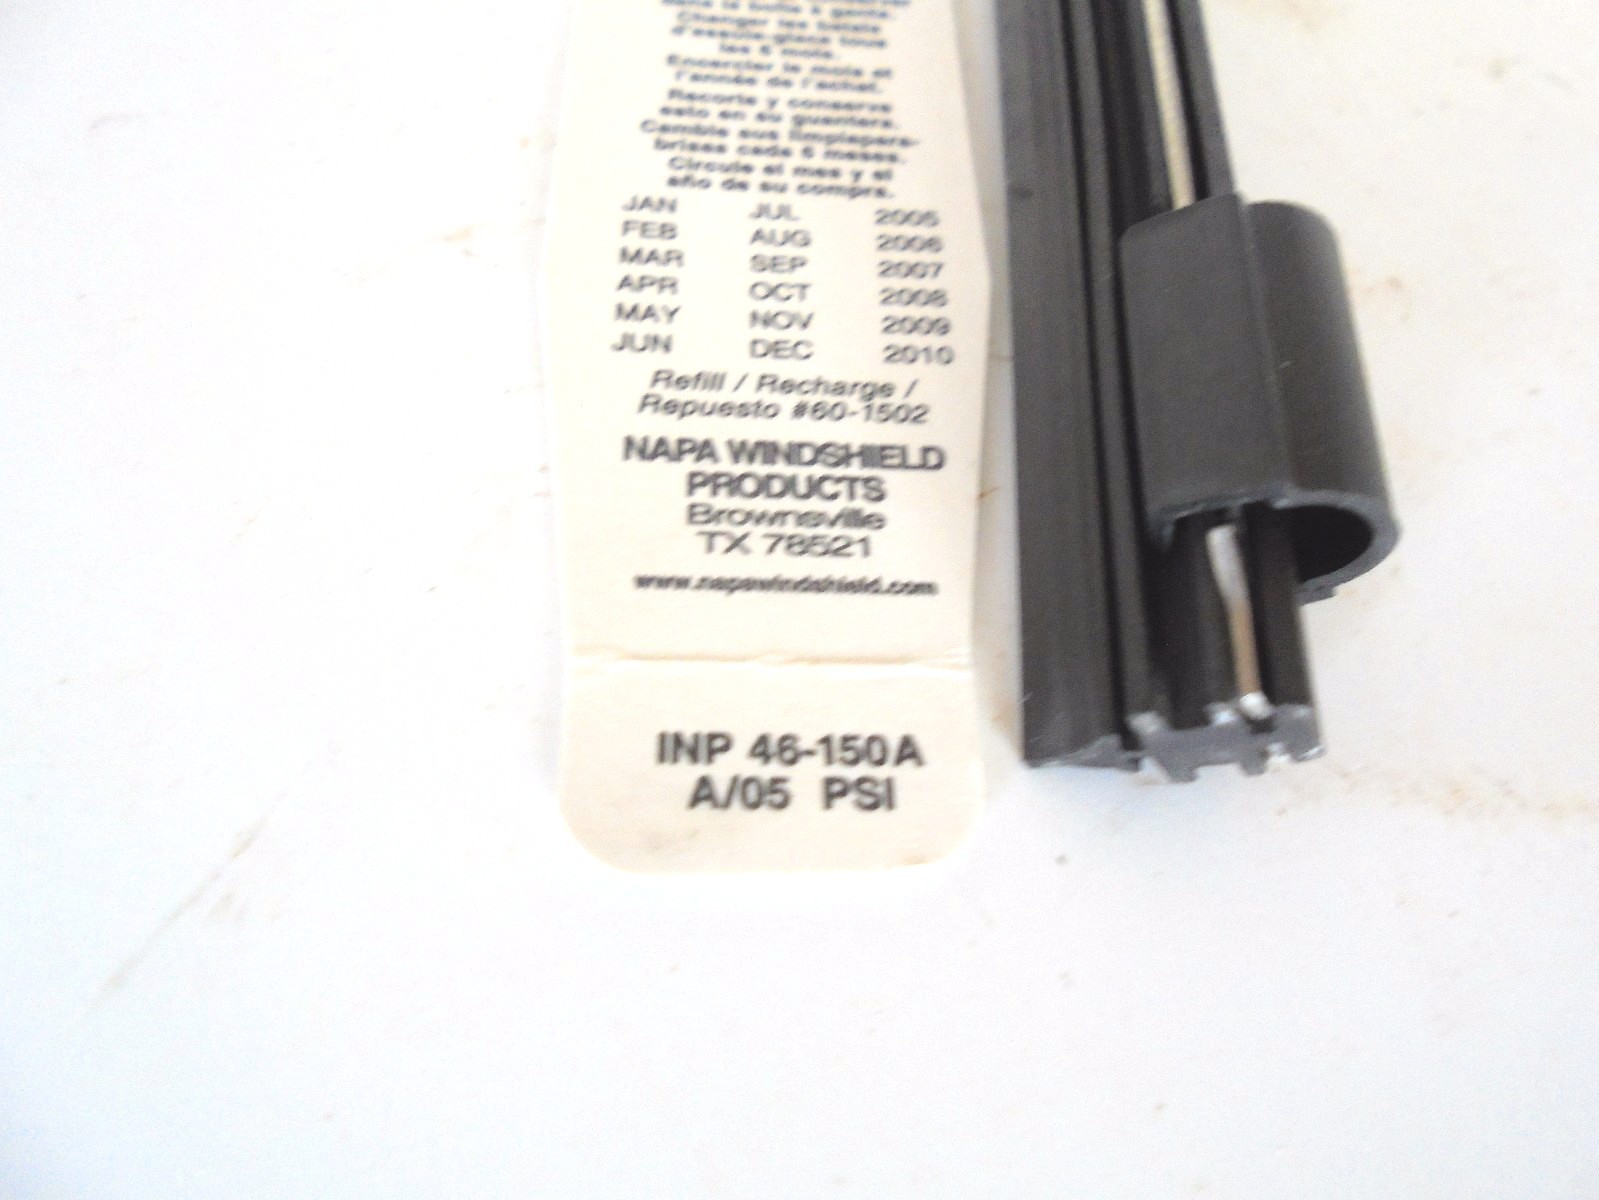 dans la boîte à gants.
Changer les balais
d'essuie-glace tous
les 6 mois.
Encercler le mois et
l'année de l'achat.
Recorte y conserve
esto en su guantera.
Cambie sus limpiapara-
brisas cada 6 meses.
Circule el mes y el
año de su compra.
JAN JUL 2005
FEB AUG 2006
MAR SEP 2007
APR OCT 2008
MAY NOV 2009
JUN DEC 2010
Refill / Recharge /
Repuesto #60-1502
NAPA WINDSHIELD
PRODUCTS
Brownsville
TX 78521
www.napawindshield.com
INP 46-150A
A/05 PSI